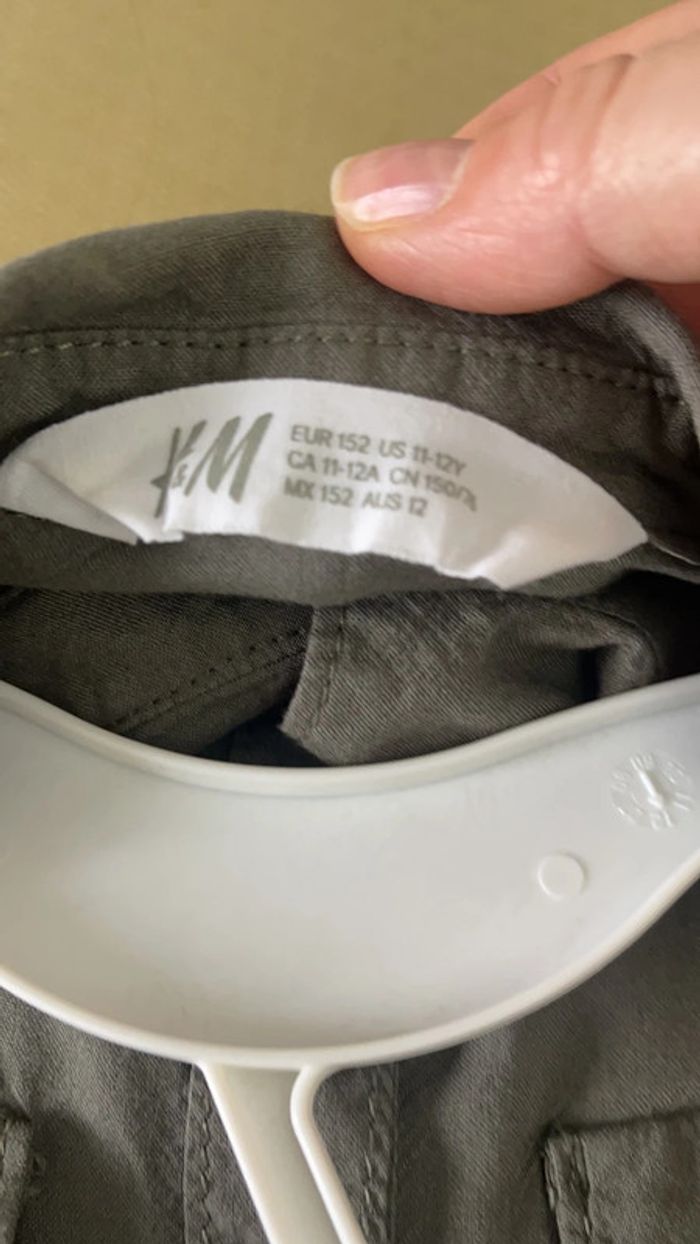 H&M
EUR 152 US 11-12Y
CA 11-12A CN 150/
MX 152 AUS 12